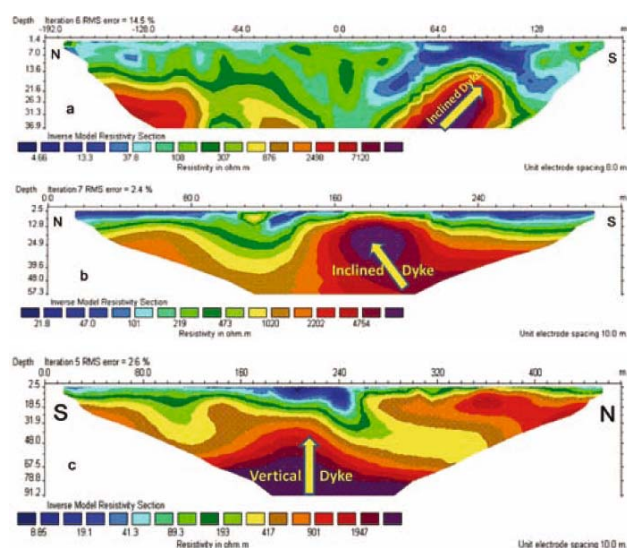 Depth Iteration 6 RMS error = 14.5 %
-192.0 -128 -64.0 0.0 64.0 128 m
N S
1.4
7.0
13.6
21.6
26.3
31.3
36.9
a
Inclined Dyke
Inverse Model Resistivity Section
4.66 13.3 37.8 108 307 876 2498 7120
Resistivity in ohm m Unit electrode spacing 8.0 m
Depth Iteration 7 RMS error = 2.4 %
0.0 80.0 160 240 m
N S
2.5
12.8
24.9
39.6
48.0
57.3
b
Inclined Dyke
Inverse Model Resistivity Section
21.8 47.0 101 219 473 1020 2202 4754
Resistivity in ohm.m Unit electrode spacing 10.0 m
Depth Iteration 5 RMS error = 2.6 %
0.0 80.0 160 240 320 400 m
S N
2.5
18.5
31.9
48.0
67.5
78.8
91.2
c
Vertical Dyke
Inverse Model Resistivity Section
8.85 19.1 41.3 89.3 193 417 901 1947
Resistivity in ohm.m Unit electrode spacing 10.0 m